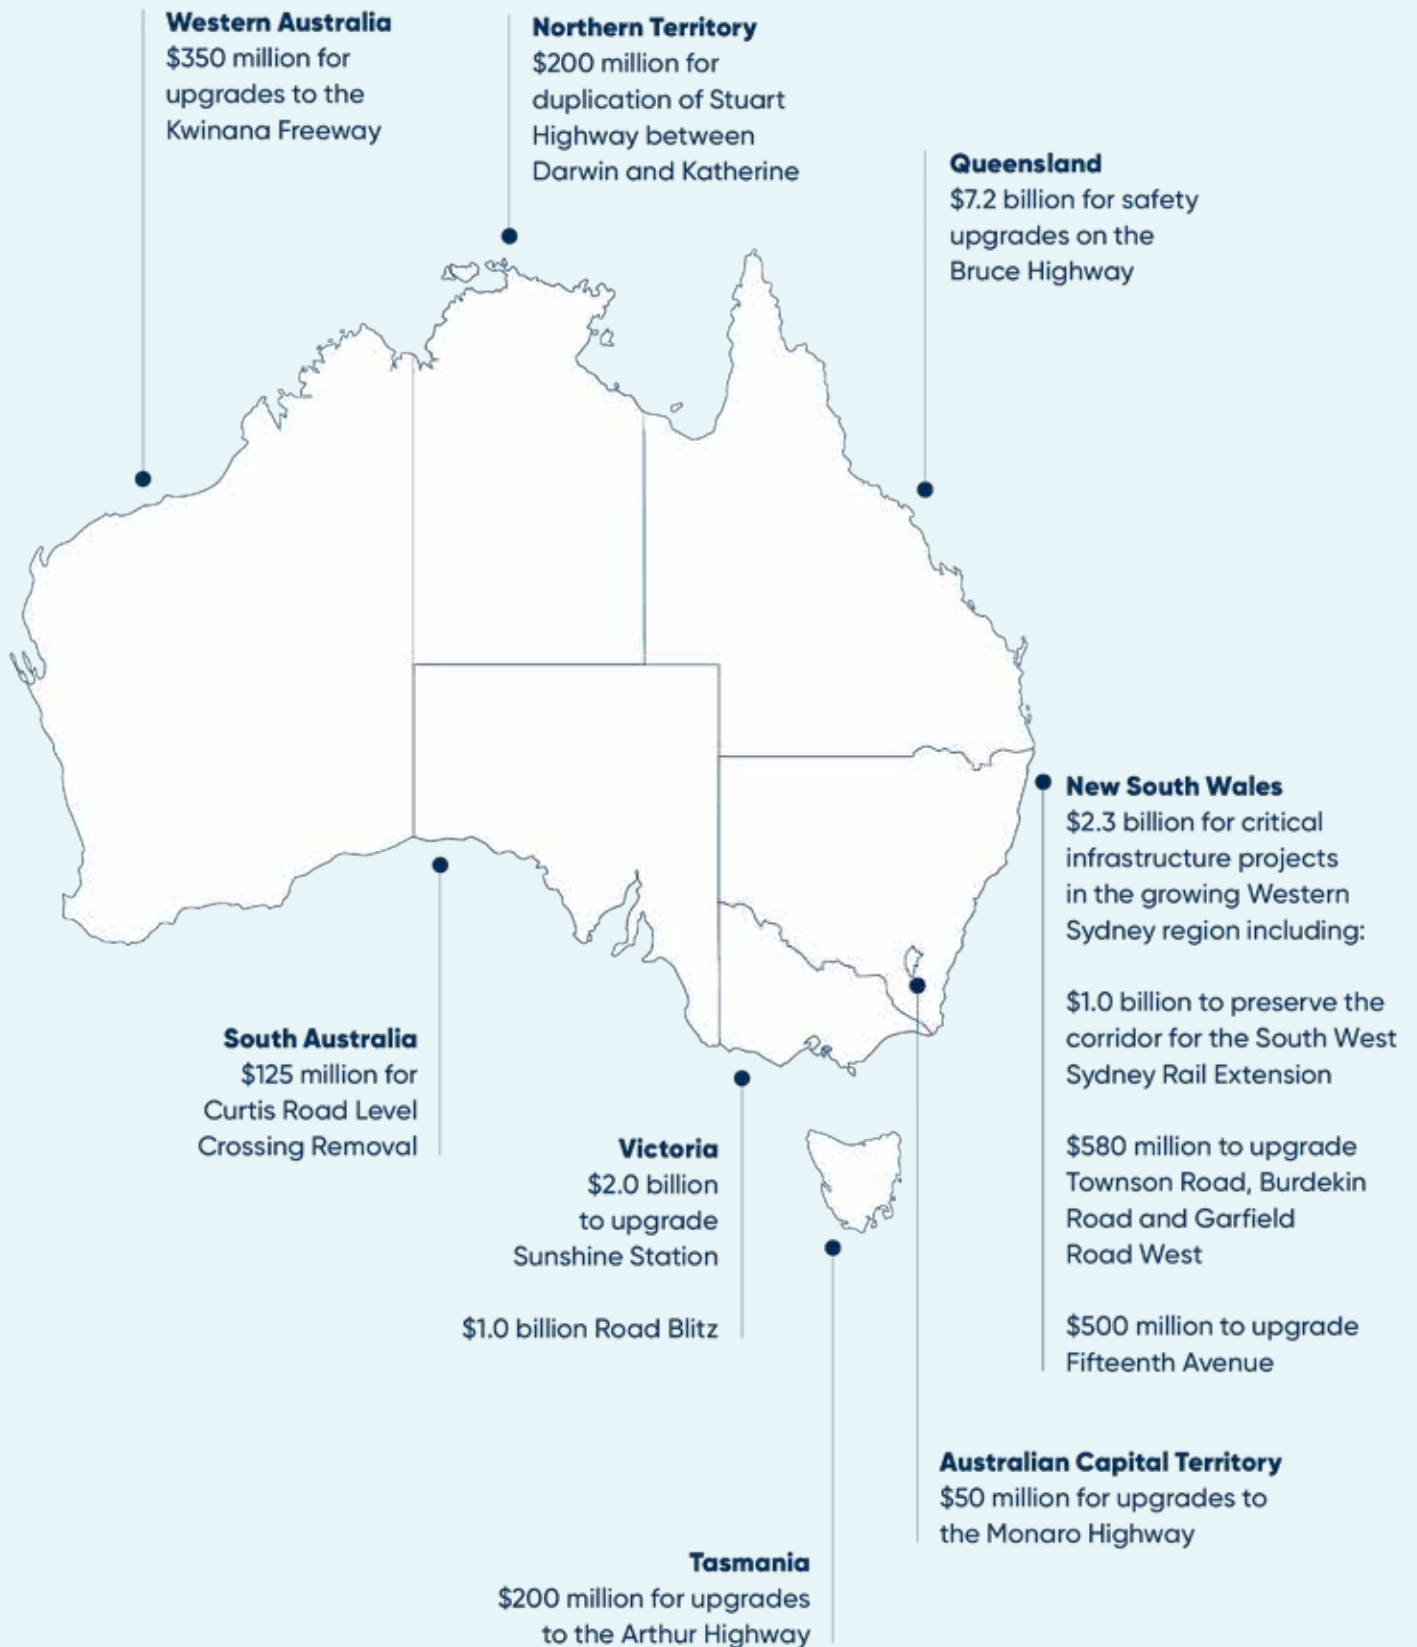 Western Australia
$350 million for
upgrades to the
Kwinana Freeway
Northern Territory
$200 million for
duplication of Stuart
Highway between
Darwin and Katherine
Queensland
$7.2 billion for safety
upgrades on the
Bruce Highway
New South Wales
$2.3 billion for critical
infrastructure projects
in the growing Western
Sydney region including:
$1.0 billion to preserve the
corridor for the South West
Sydney Rail Extension
$580 million to upgrade
Townson Road, Burdekin
Road and Garfield
Road West
$500 million to upgrade
Fifteenth Avenue
South Australia
$125 million for
Curtis Road Level
Crossing Removal
Victoria
$2.0 billion
to upgrade
Sunshine Station
$1.0 billion Road Blitz
Australian Capital Territory
$50 million for upgrades to
the Monaro Highway
Tasmania
$200 million for upgrades
to the Arthur Highway